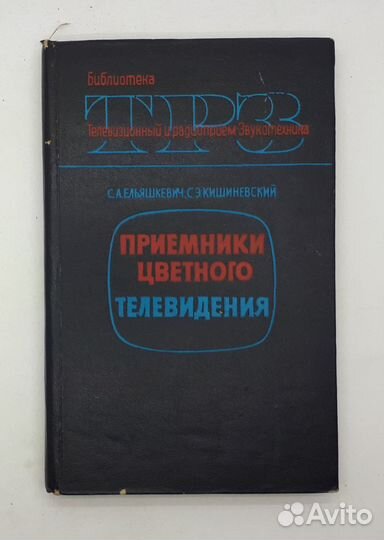 Библиотека
ТРЗ
Телевизионный и радиоприем Звукотехника
С.А.ЕЛЬЯШКЕВИЧ, С.Э.КИШИНЕВСКИЙ
ПРИЕМНИКИ
ЦВЕТНОГО
ТЕЛЕВИДЕНИЯ
Avito